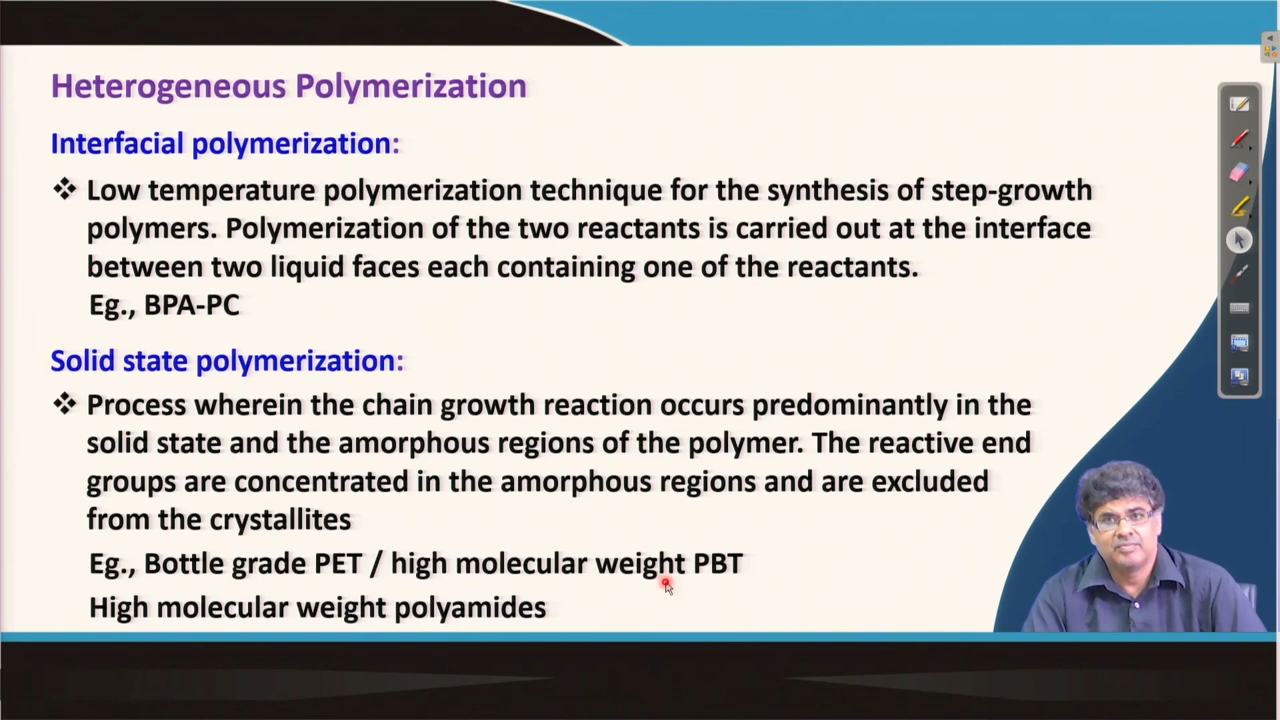 Heterogeneous Polymerization
Interfacial polymerization:
❖ Low temperature polymerization technique for the synthesis of step-growth
polymers. Polymerization of the two reactants is carried out at the interface
between two liquid faces each containing one of the reactants.
Eg., BPA-PC
Solid state polymerization:
❖ Process wherein the chain growth reaction occurs predominantly in the
solid state and the amorphous regions of the polymer. The reactive end
groups are concentrated in the amorphous regions and are excluded
from the crystallites
Eg., Bottle grade PET / high molecular weight PBT
High molecular weight polyamides